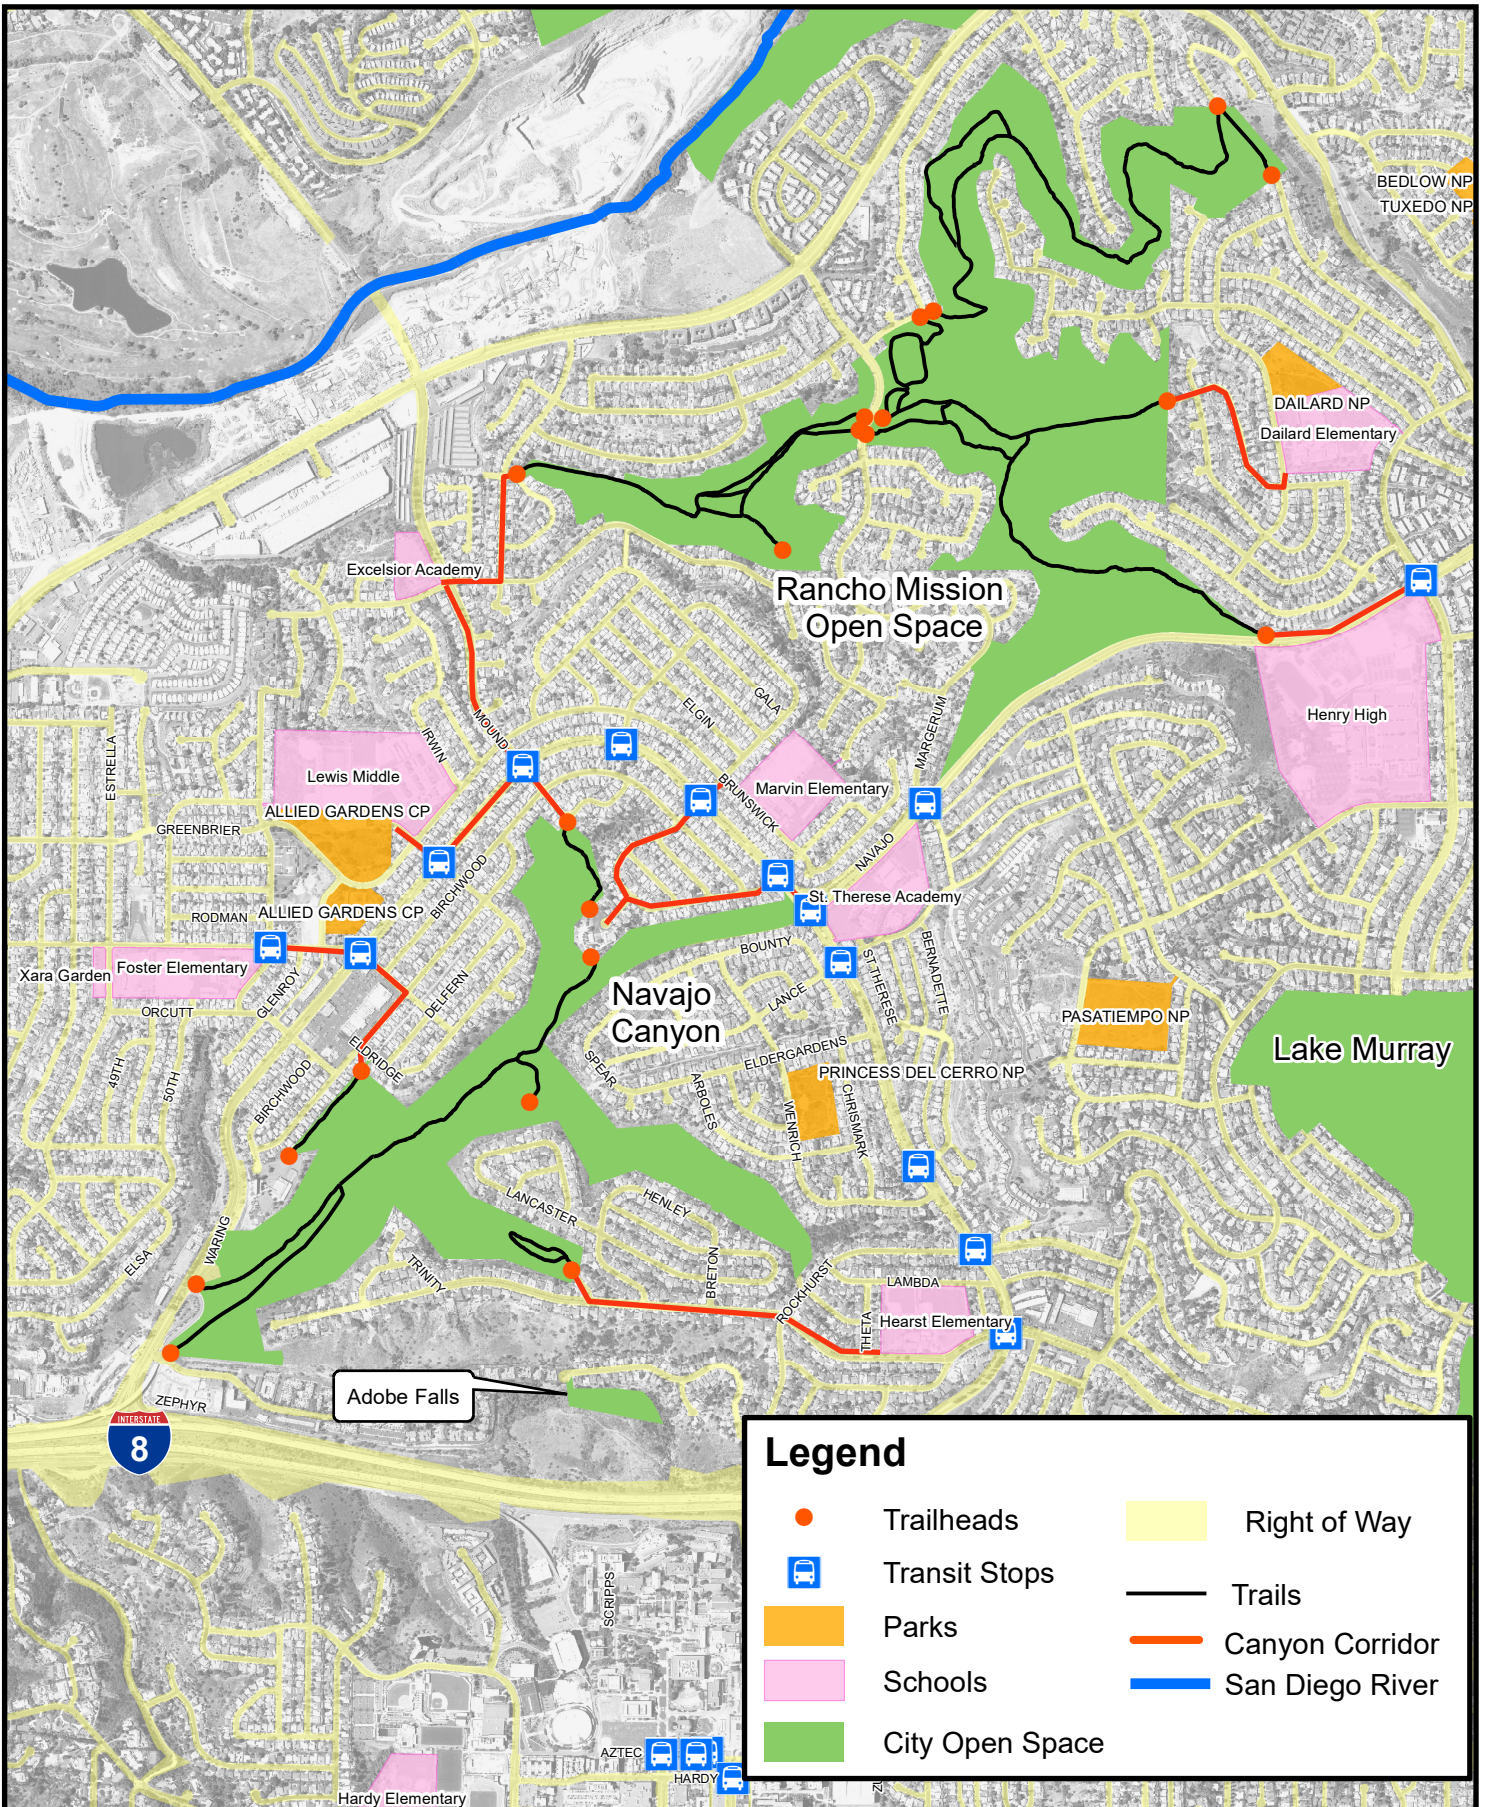 BEDLOW NP
TUXEDO NP
DAILARD NP
Dailard Elementary
Excelsior Academy
Rancho Mission
Open Space
Henry High
MOUND
IRWIN
ELGIN
GALA
MARGERUM
ESTRELLA
Lewis Middle
ALLIED GARDENS CP
GREENBRIER
BRUNSWICK
Marvin Elementary
NAVAJO
BIRCHWOOD
St. Therese Academy
RODMAN
ALLIED GARDENS CP
BOUNTY
BERNADETTE
ST THERESE
Xara Garden
Foster Elementary
GLENROY
DELFERN
LANCE
ORCUTT
Navajo
Canyon
PASATIEMPO NP
Lake Murray
ELDRIDGE
ELDERGARDENS
SPEAR
PRINCESS DEL CERRO NP
49TH
50TH
BIRCHWOOD
ARBOLES
WENRICH
CHRISMARK
LANCASTER
HENLEY
WARING
ELSA
TRINITY
BRETON
ROCKHURST
LAMBDA
THETA
Hearst Elementary
Adobe Falls
ZEPHYR
INTERSTATE
8
SCRIPPS
AZTEC
HARDY
Hardy Elementary
Legend
Trailheads
Transit Stops
Parks
Schools
City Open Space
Right of Way
Trails
Canyon Corridor
San Diego River